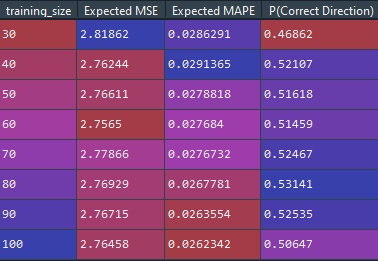 training_size Expected MSE Expected MAPE P(Correct Direction)
30 2.81862 0.0286291 0.46862
40 2.76244 0.0291365 0.52107
50 2.76611 0.0278818 0.51618
60 2.7565 0.027684 0.51459
70 2.77866 0.0276732 0.52467
80 2.76929 0.0267781 0.53141
90 2.76715 0.0263554 0.52535
100 2.76458 0.0262342 0.50647